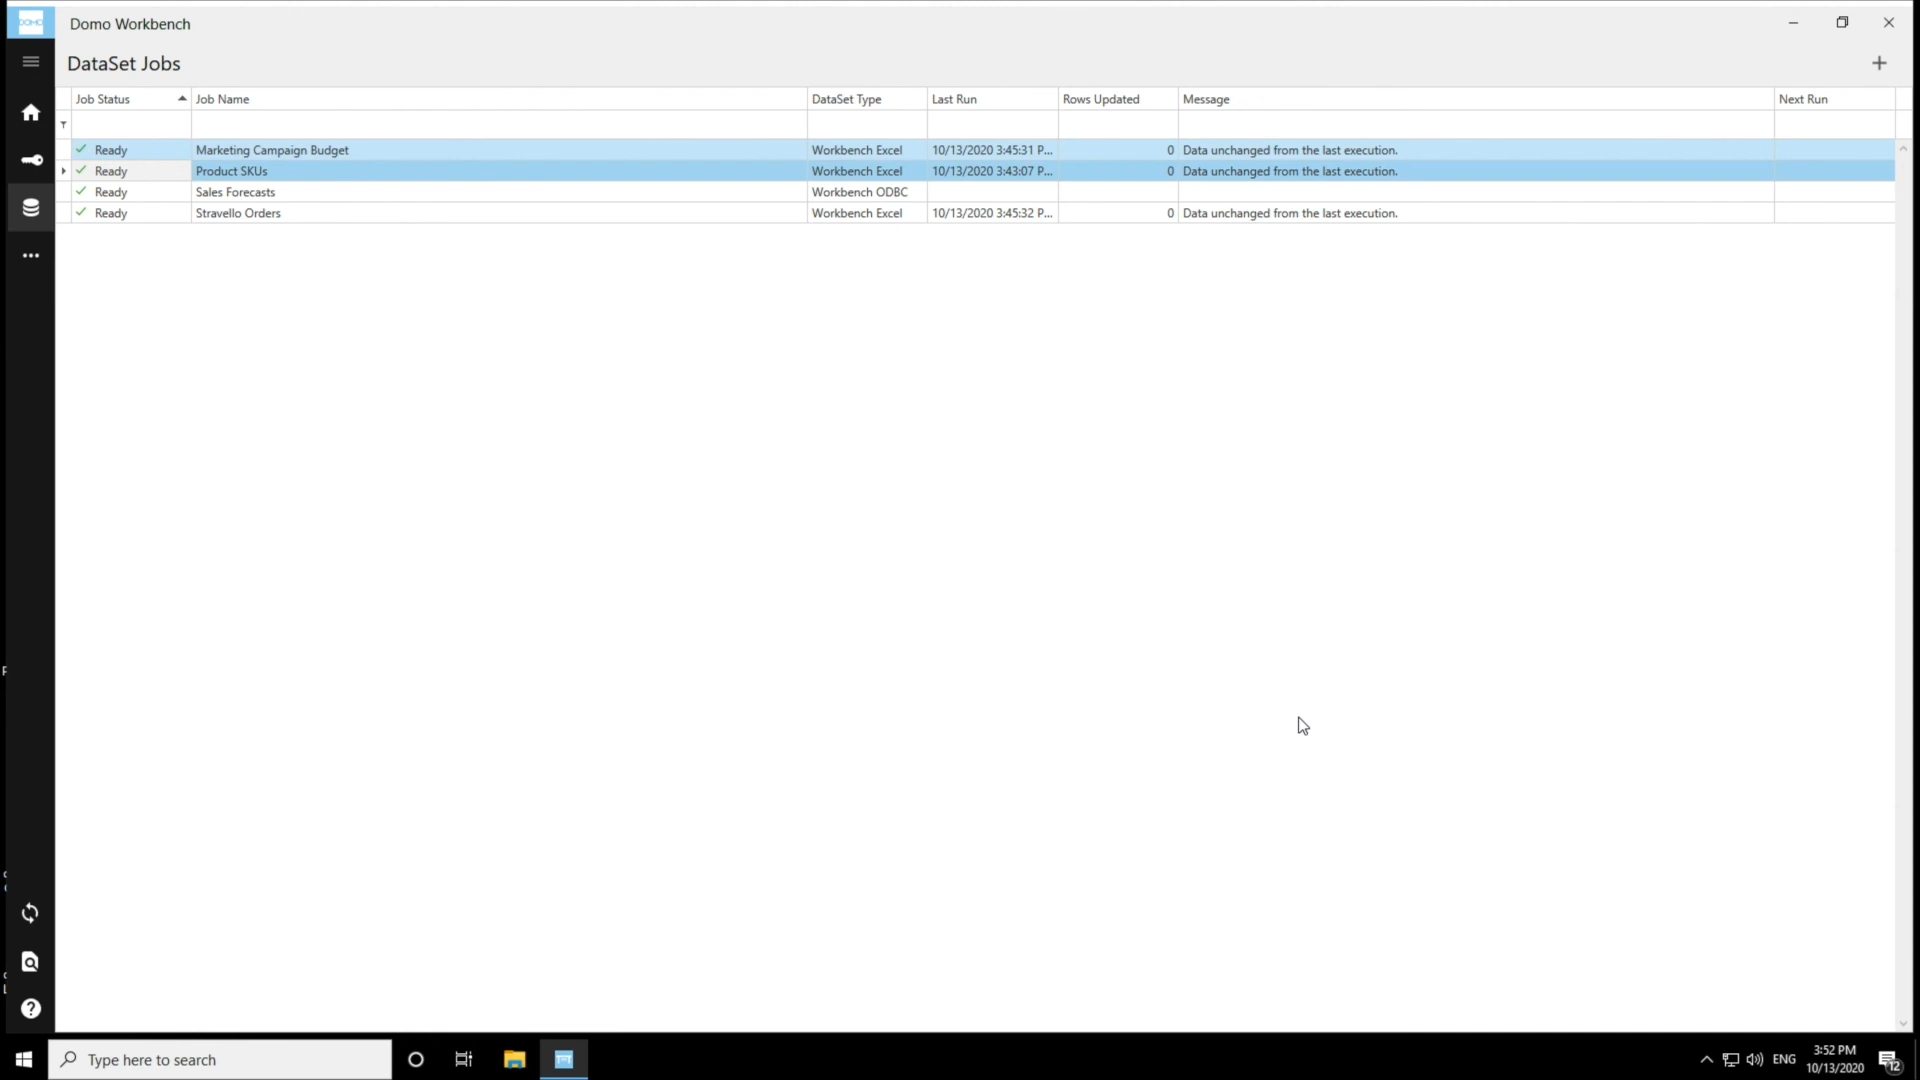 DOMO
Domo Workbench
DataSet Jobs
Job Status Job Name DataSet Type Last Run Rows Updated Message Next Run
Ready Marketing Campaign Budget Workbench Excel 10/13/2020 3:45:31 P... 0 Data unchanged from the last execution.
Ready Product SKUs Workbench Excel 10/13/2020 3:43:07 P... 0 Data unchanged from the last execution.
Ready Sales Forecasts Workbench ODBC
Ready Stravello Orders Workbench Excel 10/13/2020 3:45:32 P... 0 Data unchanged from the last execution.
Type here to search
ENG
3:52 PM
10/13/2020
12